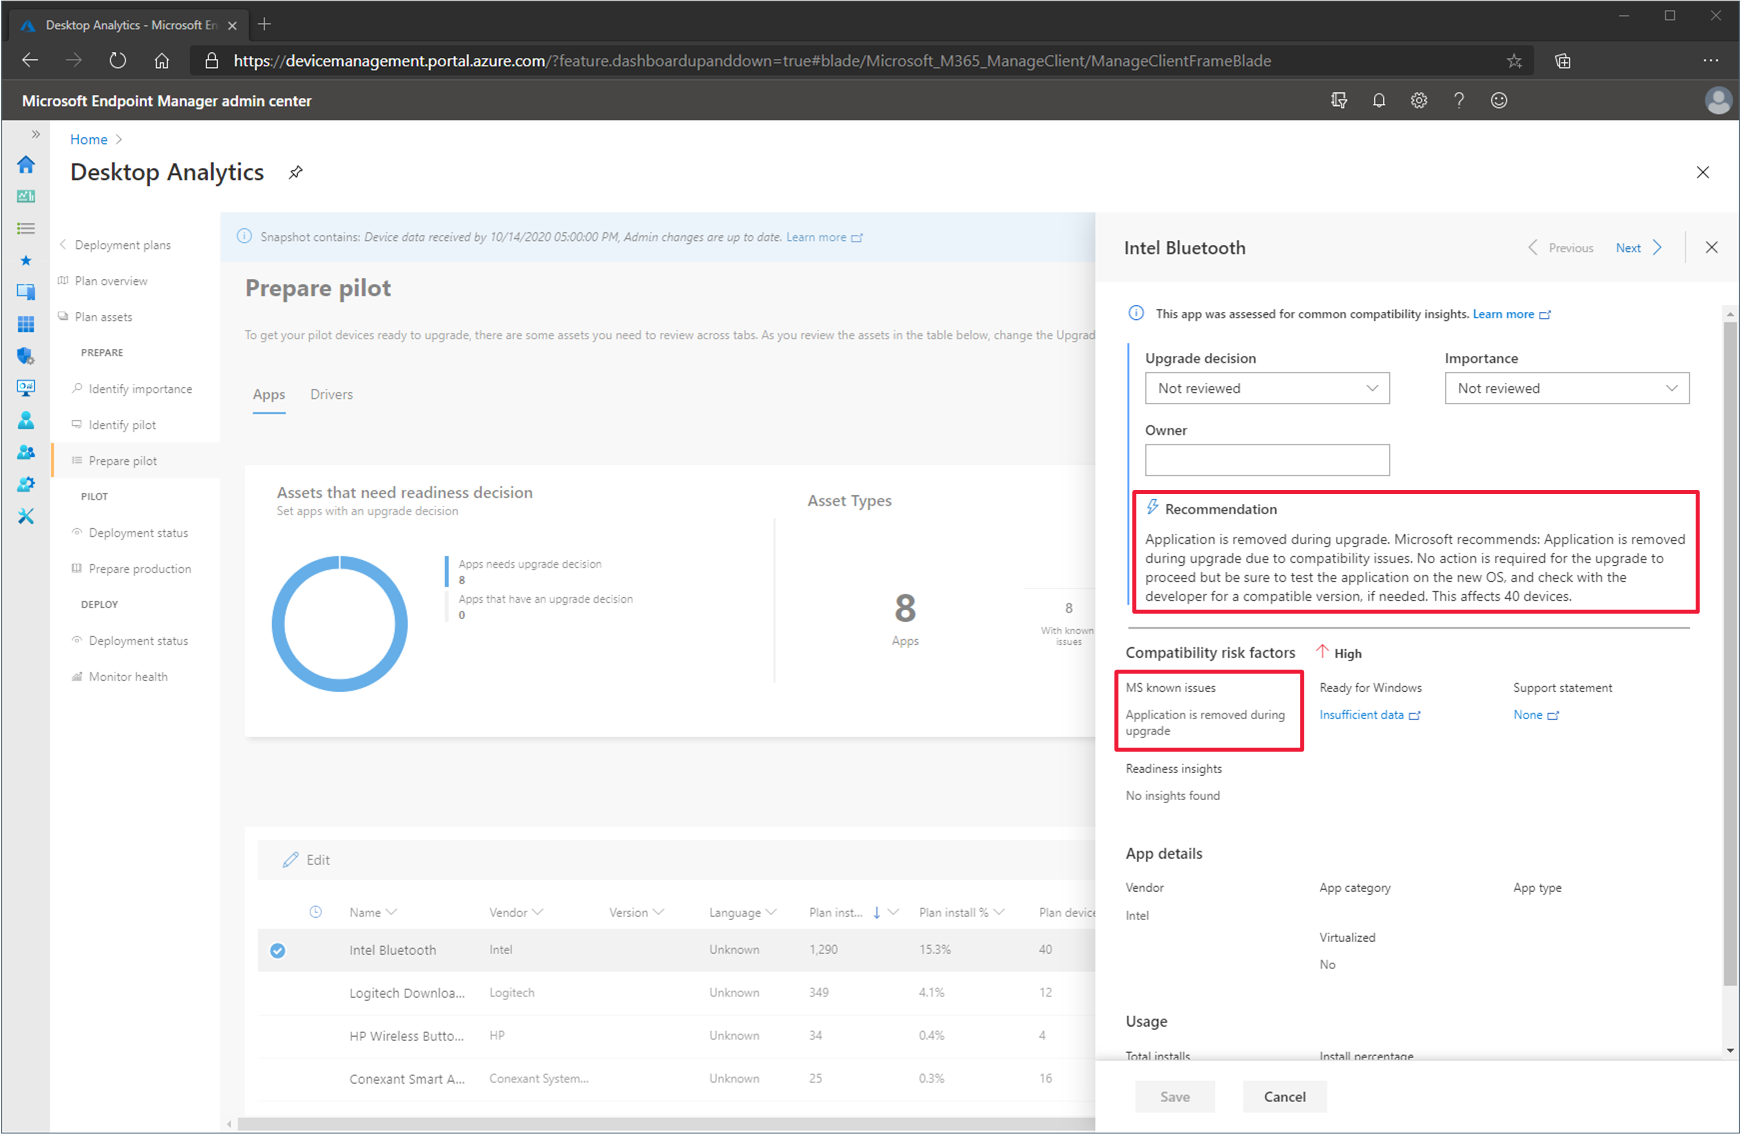 Desktop Analytics - Microsoft En
https://devicemanagement.portal.azure.com/?feature.dashboardupanddown=true#blade/Microsoft_M365_ManageClient/ManageClientFrameBlade
Microsoft Endpoint Manager admin center
Home
Desktop Analytics
Deployment plans
Plan overview
Plan assets
PREPARE
Identify importance
Identify pilot
Prepare pilot
PILOT
Deployment status
Prepare production
DEPLOY
Deployment status
Monitor health
Snapshot contains: Device data received by 10/14/2020 05:00:00 PM, Admin changes are up to date. Learn more
Prepare pilot
To get your pilot devices ready to upgrade, there are some assets you need to review across tabs. As you review the assets in the table below, change the Upgrad
Apps Drivers
Assets that need readiness decision
Set apps with an upgrade decision
Apps needs upgrade decision
8
Apps that have an upgrade decision
0
Asset Types
8
Apps
8
With known
issues
Edit
Name Vendor Version Language Plan inst... Plan install % Plan device
Intel Bluetooth Intel Unknown 1,290 15.3% 40
Logitech Downloa... Logitech Unknown 349 4.1% 12
HP Wireless Butto... HP Unknown 34 0.4% 4
Conexant Smart A... Conexant System... Unknown 25 0.3% 16
Intel Bluetooth
Previous Next
This app was assessed for common compatibility insights. Learn more
Upgrade decision Importance
Not reviewed Not reviewed
Owner
Recommendation
Application is removed during upgrade. Microsoft recommends: Application is removed
during upgrade due to compatibility issues. No action is required for the upgrade to
proceed but be sure to test the application on the new OS, and check with the
developer for a compatible version, if needed. This affects 40 devices.
Compatibility risk factors High
MS known issues Ready for Windows Support statement
Application is removed during
upgrade
Insufficient data None
Readiness insights
No insights found
App details
Vendor App category App type
Intel
Virtualized
No
Usage
Total installs Install percentage
Save Cancel